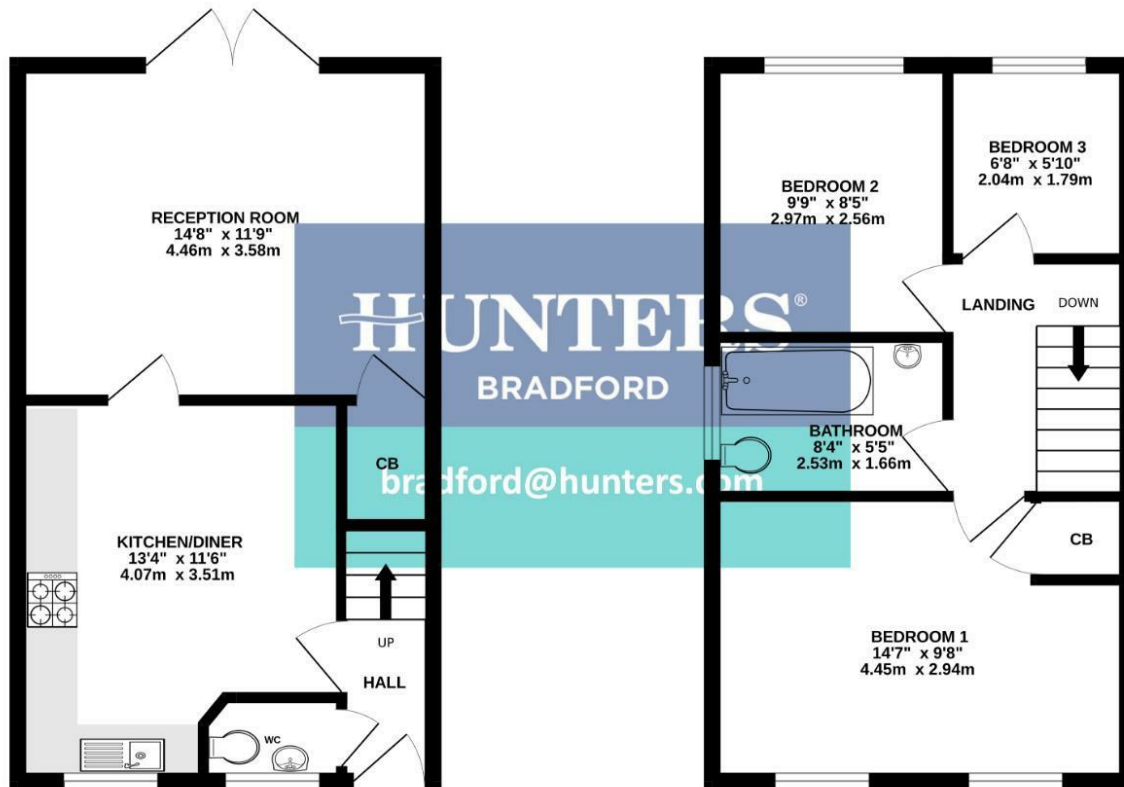 RECEPTION ROOM
14'8" x 11'9"
4.46m x 3.58m
KITCHEN/DINER
13'4" x 11'6"
4.07m x 3.51m
CB
UP
HALL
WC
HUNTERS®
BRADFORD
bradford@hunters.com
BEDROOM 2
9'9" x 8'5"
2.97m x 2.56m
BEDROOM 3
6'8" x 5'10"
2.04m x 1.79m
LANDING
DOWN
BATHROOM
8'4" x 5'5"
2.53m x 1.66m
CB
BEDROOM 1
14'7" x 9'8"
4.45m x 2.94m